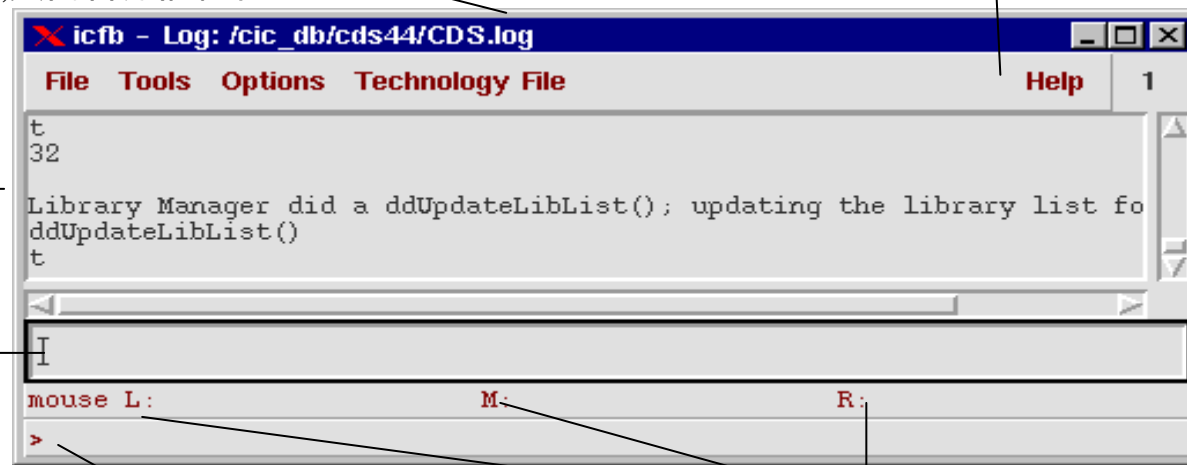 icfb - Log: /cic_db/cds44/CDS.log
File Tools Options Technology File Help 1
t
32
Library Manager did a ddUpdateLibList(); updating the library list fo
ddUpdateLibList()
t
mouse L: M: R:
>